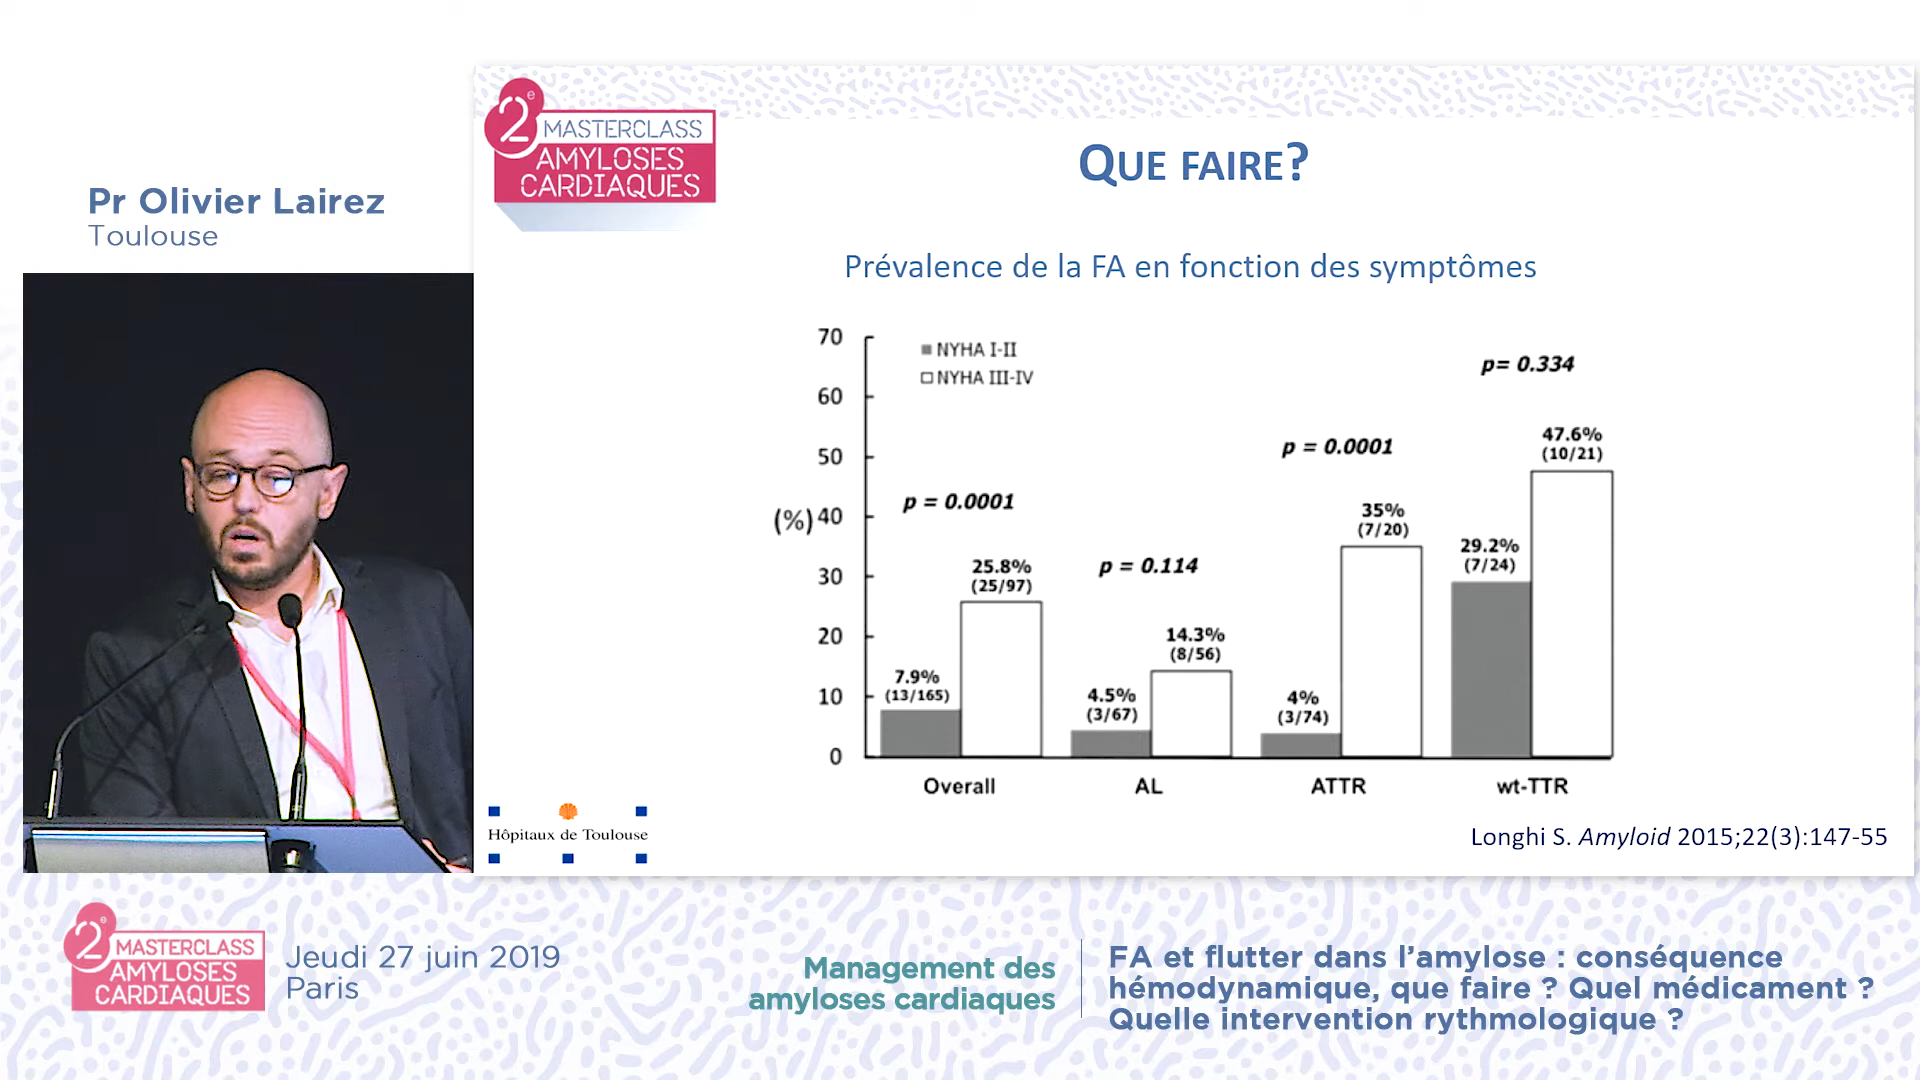 Pr Olivier Lairez
Toulouse
2e
MASTERCLASS
AMYLOSES
CARDIAQUES
QUE FAIRE?
Prévalence de la FA en fonction des symptômes
70
60
50
(%) 40
30
20
10
0
NYHA I-II
NYHA III-IV
p = 0.0001
7.9%
(13/165)
25.8%
(25/97)
Overall
p = 0.114
4.5%
(3/67)
14.3%
(8/56)
AL
p = 0.0001
4%
(3/74)
35%
(7/20)
ATTR
p= 0.334
29.2%
(7/24)
47.6%
(10/21)
wt-TTR
Hôpitaux de Toulouse
Longhi S. Amyloid 2015;22(3):147-55
2e
MASTERCLASS
AMYLOSES
CARDIAQUES
Jeudi 27 juin 2019
Paris
Management des
amyloses cardiaques
FA et flutter dans l’amylose : conséquence
hémodynamique, que faire ? Quel médicament ?
Quelle intervention rythmologique ?